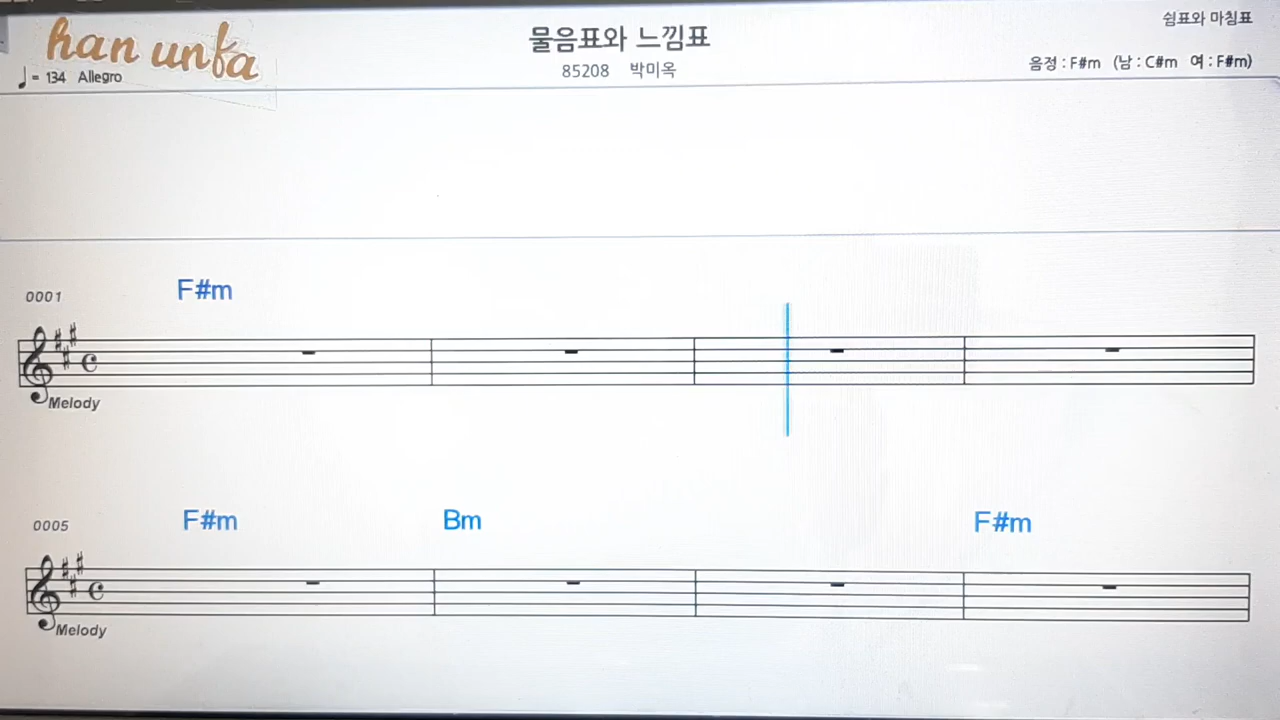 han unfa
물음표와 느낌표
쉼표와 마침표
♩= 134 Allegro
85208 박미옥
음정 : F#m (남 : C#m 여 : F#m)
0001 F#m
Melody
0005 F#m Bm F#m
Melody